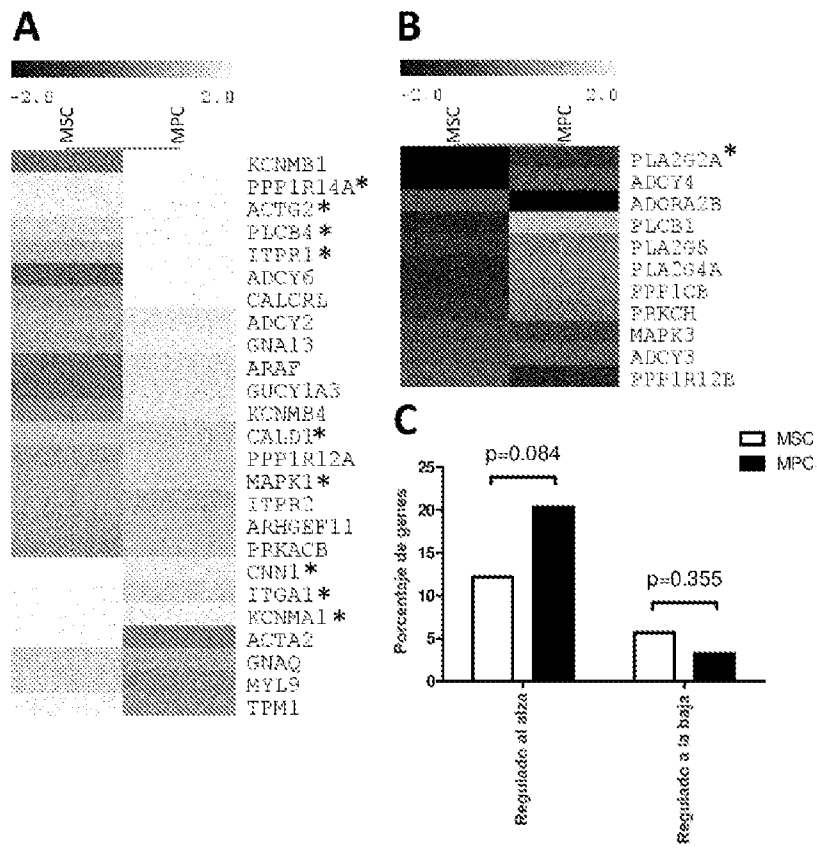 A
-2.0 2.0
MSC MPC
KCNMB1
PPP1R14A*
ACTG2*
PLCB4*
ITPR1*
ADCY6
CALCRL
ADCY2
GNA13
ARAF
GUCY1A3
KCNMB4
CALD1*
PPP1R12A
MAPK1*
ITPR2
ARHGEF11
PRKACB
CNN1*
ITGA1*
KCNMA1*
ACTA2
GNAQ
MYL9
TPM1
B
-2.0 2.0
MSC MPC
PLA2G2A*
ADCY4
ADORA2B
PLCB1
PLA2G5
PLA2G4A
PPP1CB
PRKCH
MAPK3
ADCY3
PPP1R12B
C
MSC
MPC
p=0.084
p=0.355
Porcentaje de genes
25
20
15
10
5
0
Regulado al alza
Regulado a la baja